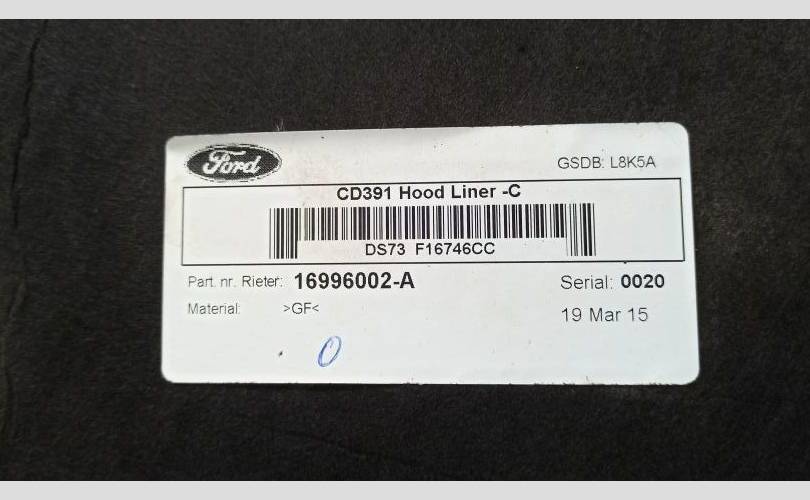 Ford
GSDB: L8K5A
CD391 Hood Liner -C
DS73 F16746CC
Part. nr. Rieter: 16996002-A
Serial: 0020
Material: >GF<
19 Mar 15
0